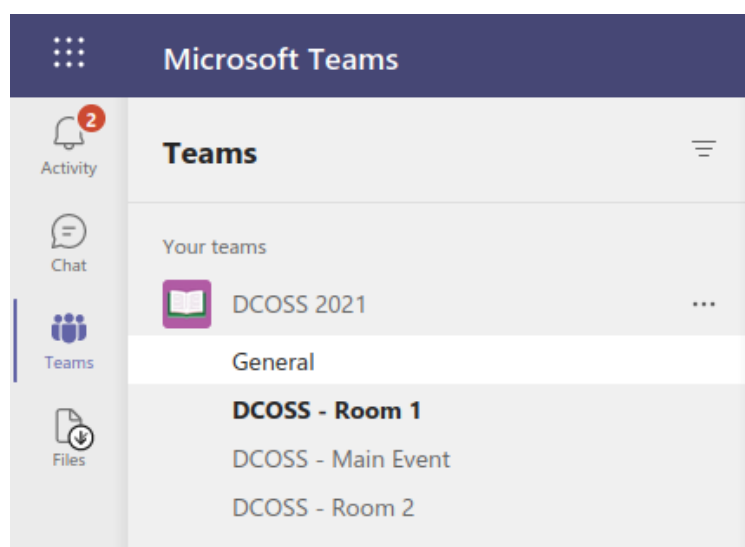 Microsoft Teams
2
Activity
Chat
Teams
Files
Teams
Your teams
DCOSS 2021
General
DCOSS - Room 1
DCOSS - Main Event
DCOSS - Room 2